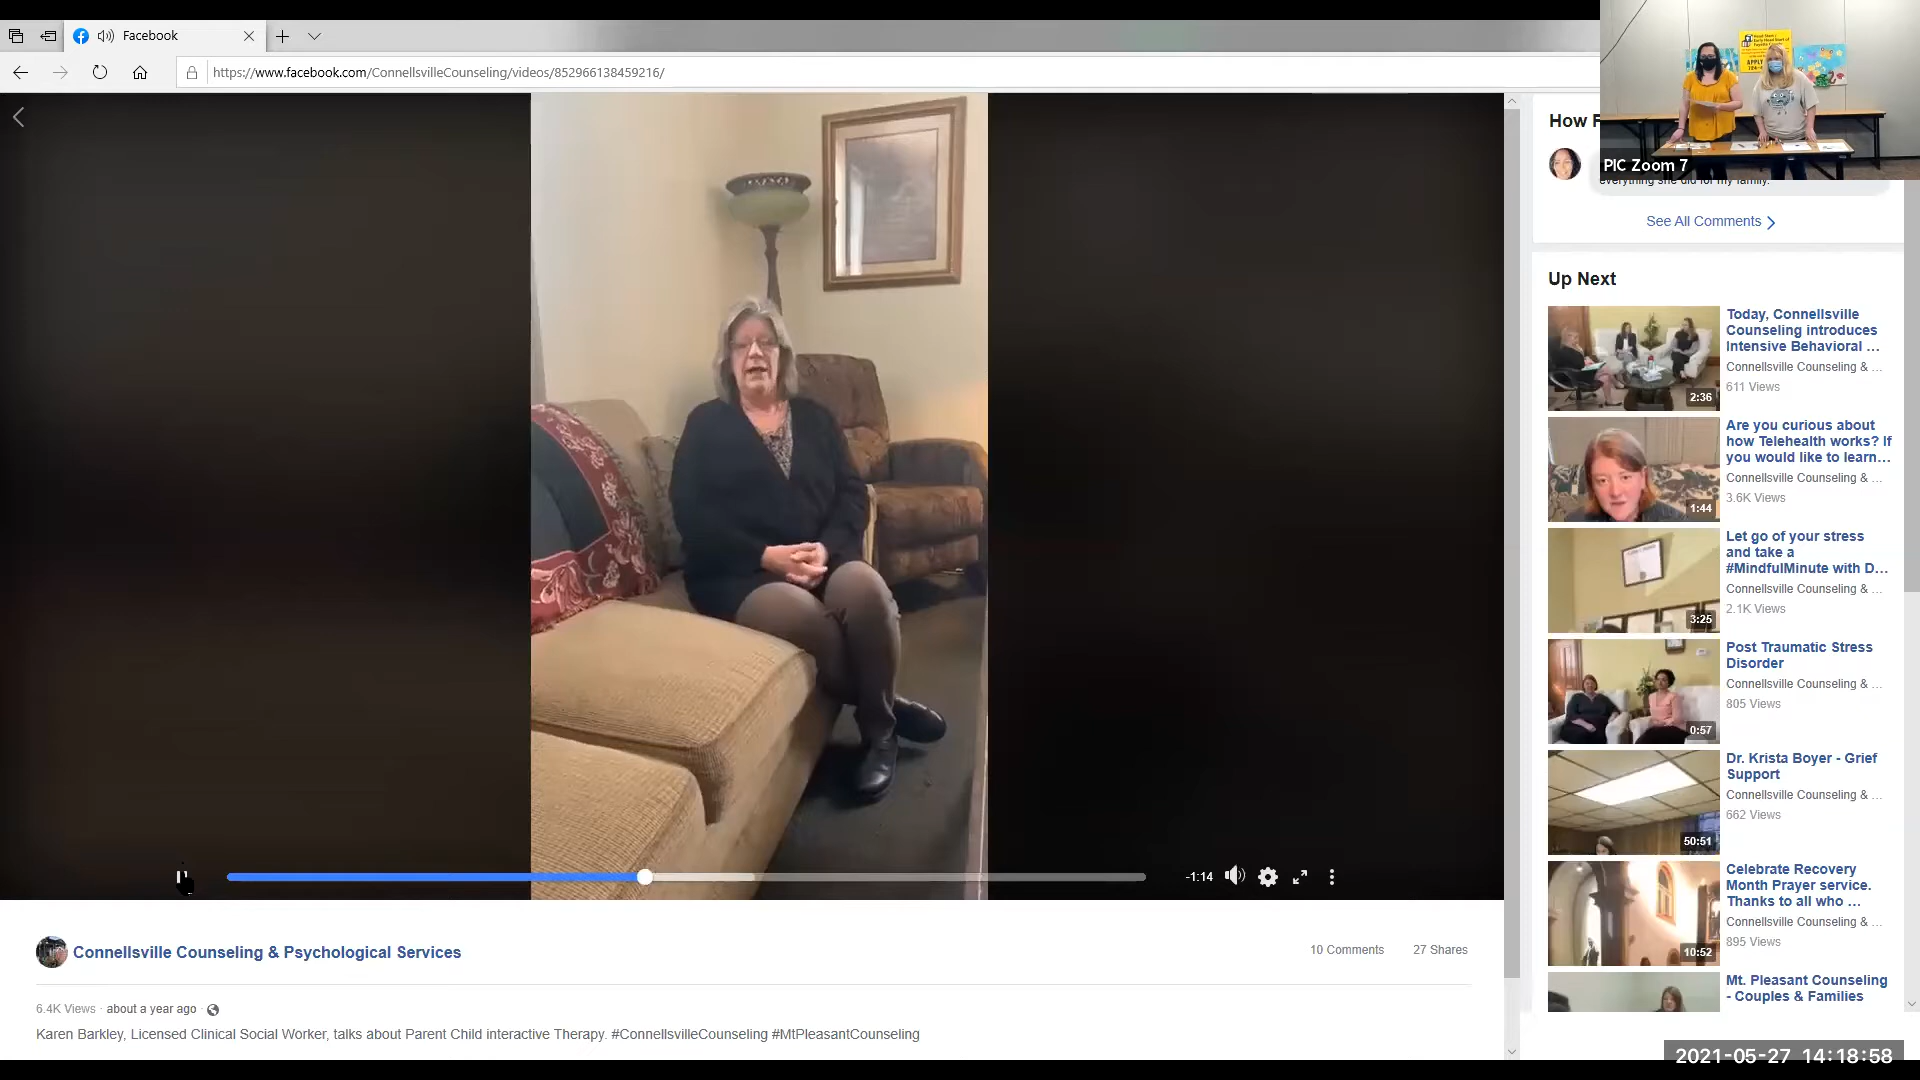 Facebook
https://www.facebook.com/ConnellsvilleCounseling/videos/852966138459216/
APPLY
PIC Zoom 7
How F
everything she did for my family.
See All Comments
Up Next
Today, Connellsville
Counseling introduces
Intensive Behavioral ...
Connellsville Counseling & ...
611 Views
2:36
Are you curious about
how Telehealth works? If
you would like to learn...
Connellsville Counseling & ...
3.6K Views
1:44
Let go of your stress
and take a
#MindfulMinute with D...
Connellsville Counseling & ...
2.1K Views
3:25
Post Traumatic Stress
Disorder
Connellsville Counseling & ...
805 Views
0:57
Dr. Krista Boyer - Grief
Support
Connellsville Counseling & ...
662 Views
50:51
Celebrate Recovery
Month Prayer service.
Thanks to all who ...
Connellsville Counseling & ...
895 Views
10:52
Mt. Pleasant Counseling
- Couples & Families
-1:14
Connellsville Counseling & Psychological Services
10 Comments 27 Shares
6.4K Views · about a year ago ·
Karen Barkley, Licensed Clinical Social Worker, talks about Parent Child interactive Therapy. #ConnellsvilleCounseling #MtPleasantCounseling
2021-05-27 14:18:58